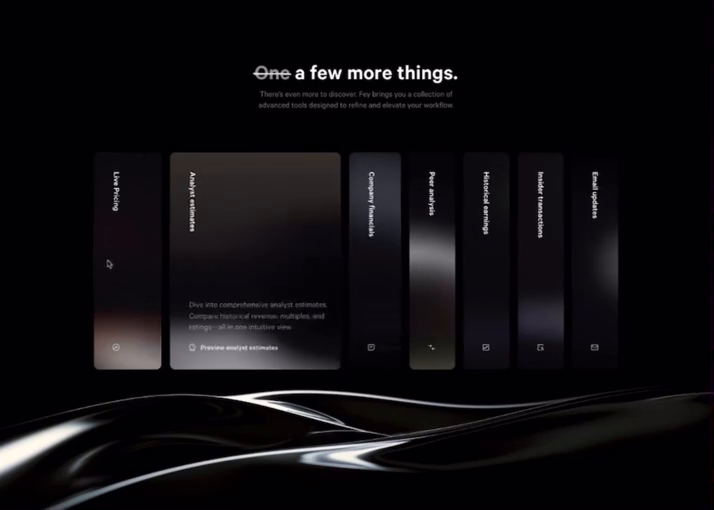 One a few more things.
There's even more to discover. Fey brings you a collection of
advanced tools designed to refine and elevate your workflow.
Live Pricing
Analyst estimates
Dive into comprehensive analyst estimates.
Compare historical revenue, multiples, and
ratings—all in one intuitive view.
Preview analyst estimates
Company financials
Peer analysis
Historical earnings
Insider transactions
Email updates